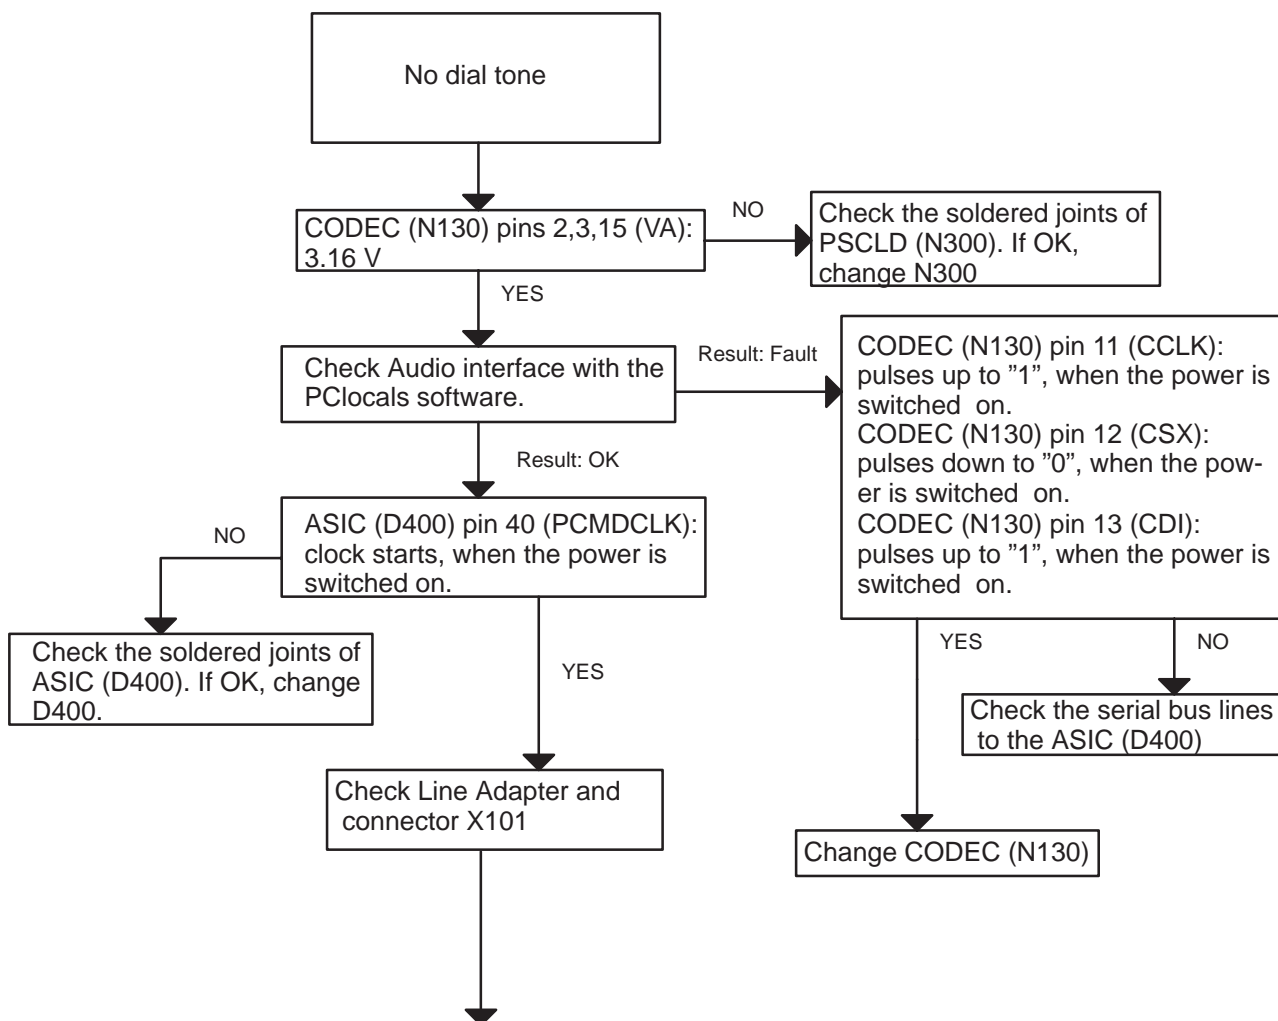 No dial tone
CODEC (N130) pins 2,3,15 (VA):
3.16 V
NO
Check the soldered joints of
PSCLD (N300). If OK,
change N300
YES
Check Audio interface with the
PClocals software.
Result: Fault
CODEC (N130) pin 11 (CCLK):
pulses up to ”1”, when the power is
switched on.
CODEC (N130) pin 12 (CSX):
pulses down to ”0”, when the pow-
er is switched on.
CODEC (N130) pin 13 (CDI):
pulses up to ”1”, when the power is
switched on.
Result: OK
ASIC (D400) pin 40 (PCMDCLK):
clock starts, when the power is
switched on.
NO
Check the soldered joints of
ASIC (D400). If OK, change
D400.
YES
YES
NO
Check the serial bus lines
to the ASIC (D400)
Check Line Adapter and
connector X101
Change CODEC (N130)